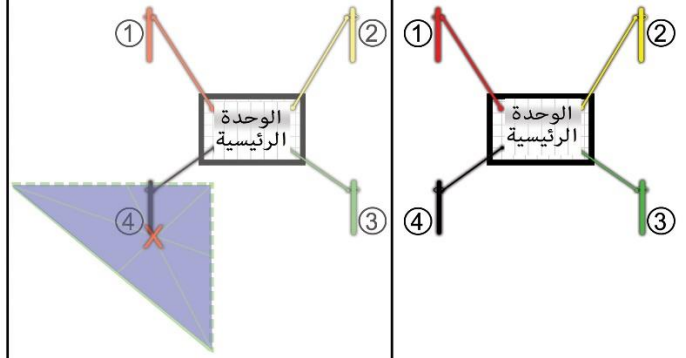 ① ②
الوحدة
الرئيسية
④ ③
① ②
الوحدة
الرئيسية
④ ③